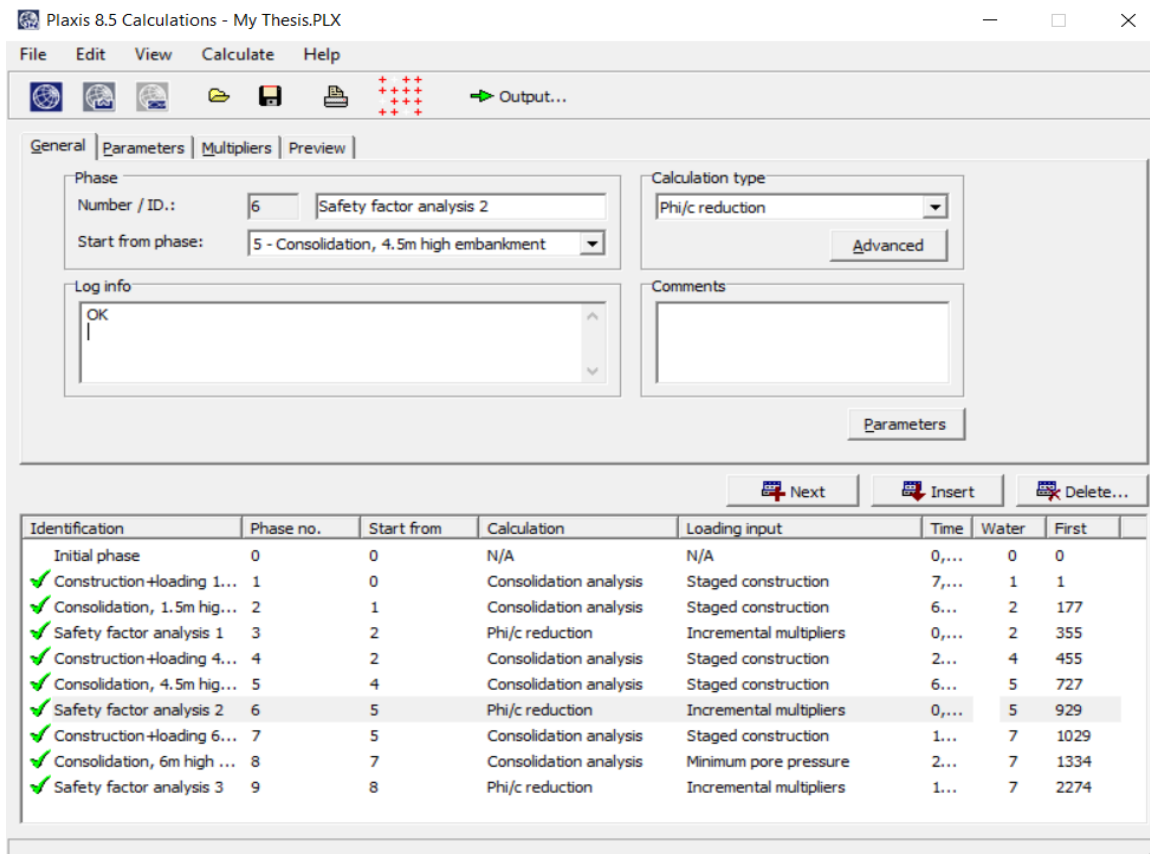 Plaxis 8.5 Calculations - My Thesis.PLX
File Edit View Calculate Help
Output...
General Parameters Multipliers Preview
Phase
Number / ID.: 6 Safety factor analysis 2
Start from phase: 5 - Consolidation, 4.5m high embankment
Calculation type
Phi/c reduction
Advanced
Log info
OK
Comments
Parameters
Next Insert Delete...
Identification Phase no. Start from Calculation Loading input Time Water First
Initial phase 0 0 N/A N/A 0,... 0 0
Construction+loading 1... 1 0 Consolidation analysis Staged construction 7,... 1 1
Consolidation, 1.5m hig... 2 1 Consolidation analysis Staged construction 6... 2 177
Safety factor analysis 1 3 2 Phi/c reduction Incremental multipliers 0,... 2 355
Construction+loading 4... 4 2 Consolidation analysis Staged construction 2... 4 455
Consolidation, 4.5m hig... 5 4 Consolidation analysis Staged construction 6... 5 727
Safety factor analysis 2 6 5 Phi/c reduction Incremental multipliers 0,... 5 929
Construction+loading 6... 7 5 Consolidation analysis Staged construction 1... 7 1029
Consolidation, 6m high ... 8 7 Consolidation analysis Minimum pore pressure 2... 7 1334
Safety factor analysis 3 9 8 Phi/c reduction Incremental multipliers 1... 7 2274